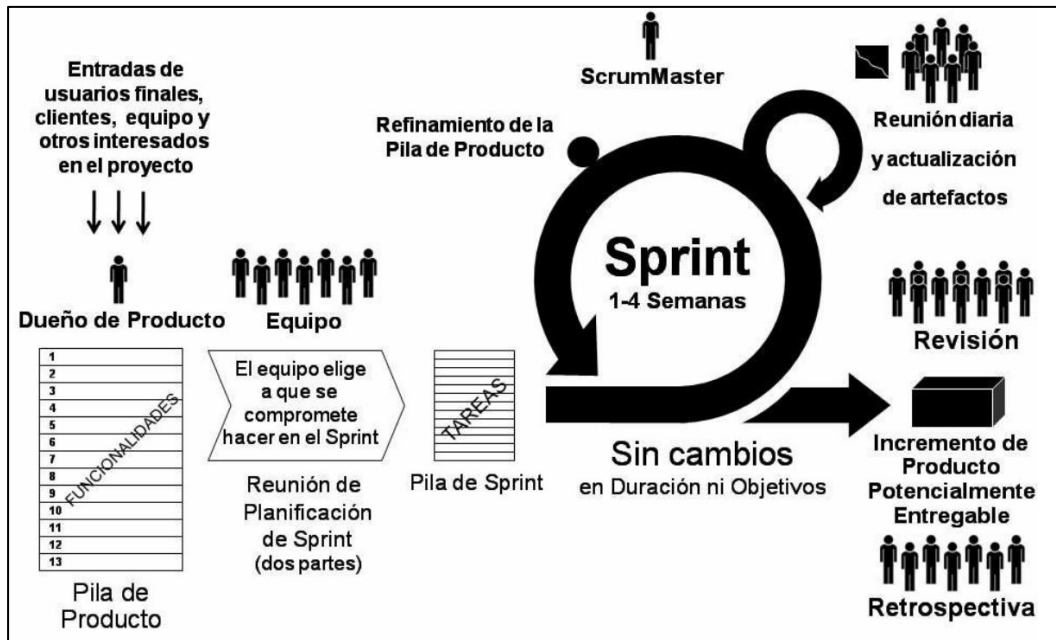 Entradas de
usuarios finales,
clientes, equipo y
otros interesados
en el proyecto
Dueño de Producto
1
2
3
4
5
6
7
8
9
10
11
12
13
FUNCIONALIDADES
Pila de
Producto
Equipo
El equipo elige
a que se
compromete
hacer en el Sprint
Reunión de
Planificación
de Sprint
(dos partes)
TAREAS
Pila de Sprint
ScrumMaster
Refinamiento de la
Pila de Producto
Sprint
1-4 Semanas
Sin cambios
en Duración ni Objetivos
Reunión diaria
y actualización
de artefactos
Revisión
Incremento de
Producto
Potencialmente
Entregable
Retrospectiva